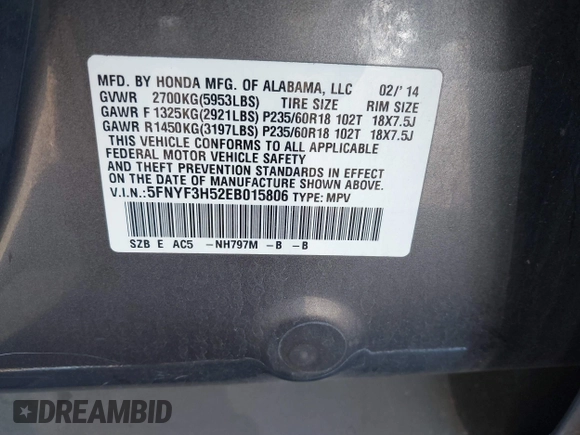 MFD. BY HONDA MFG. OF ALABAMA, LLC 02/' 14
GVWR 2700KG(5953LBS) TIRE SIZE RIM SIZE
GAWR F 1325KG(2921LBS) P235/60R18 102T 18X7.5J
GAWR R1450KG(3197LBS) P235/60R18 102T 18X7.5J
THIS VEHICLE CONFORMS TO ALL APPLICABLE
FEDERAL MOTOR VEHICLE SAFETY
AND THEFT PREVENTION STANDARDS IN EFFECT
ON THE DATE OF MANUFACTURE SHOWN ABOVE.
V.I.N.:5FNYF3H52EB015806 TYPE: MPV
SZB E AC5 -NH797M -B -B
DREAMBID